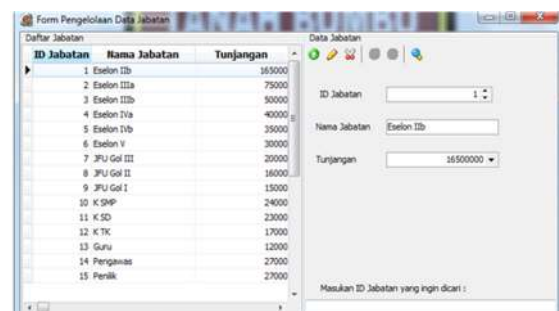 Form Pengelolaan Data Jabatan
TANAH BUMBU
Daftar Jabatan
ID Jabatan Nama Jabatan Tunjangan
1 Eselon IIb 165000
2 Eselon IIIa 75000
3 Eselon IIIb 50000
4 Eselon IVa 40000
5 Eselon IVb 35000
6 Eselon V 30000
7 JFU Gol III 20000
8 JFU Gol II 16000
9 JFU Gol I 15000
10 K SMP 24000
11 K SD 23000
12 K TK 17000
13 Guru 12000
14 Pengawas 27000
15 Penilik 27000
Data Jabatan
ID Jabatan 1
Nama Jabatan Eselon IIb
Tunjangan 16500000
Masukan ID Jabatan yang ingin dicari :